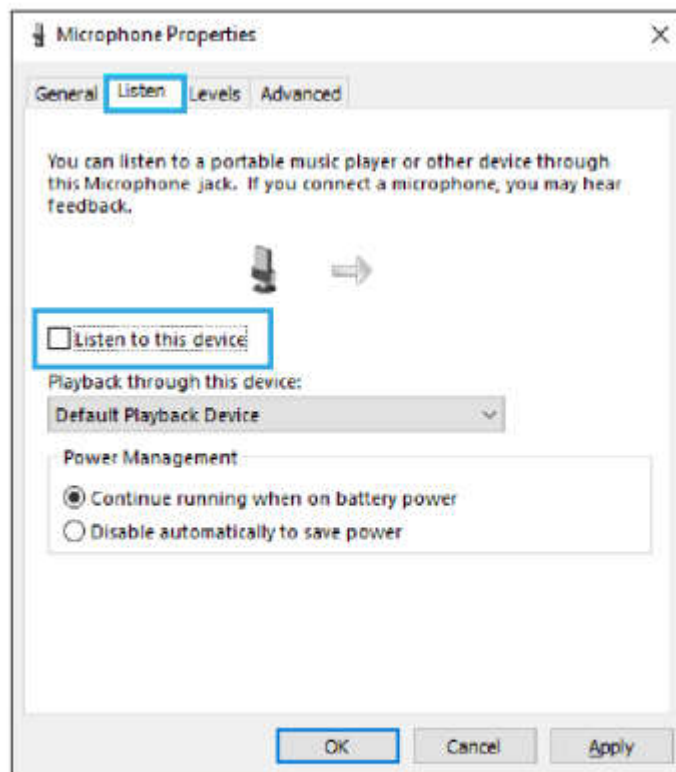 Microphone Properties
General Listen Levels Advanced
You can listen to a portable music player or other device through
this Microphone jack. If you connect a microphone, you may hear
feedback.
Listen to this device
Playback through this device:
Default Playback Device
Power Management
Continue running when on battery power
Disable automatically to save power
OK Cancel Apply